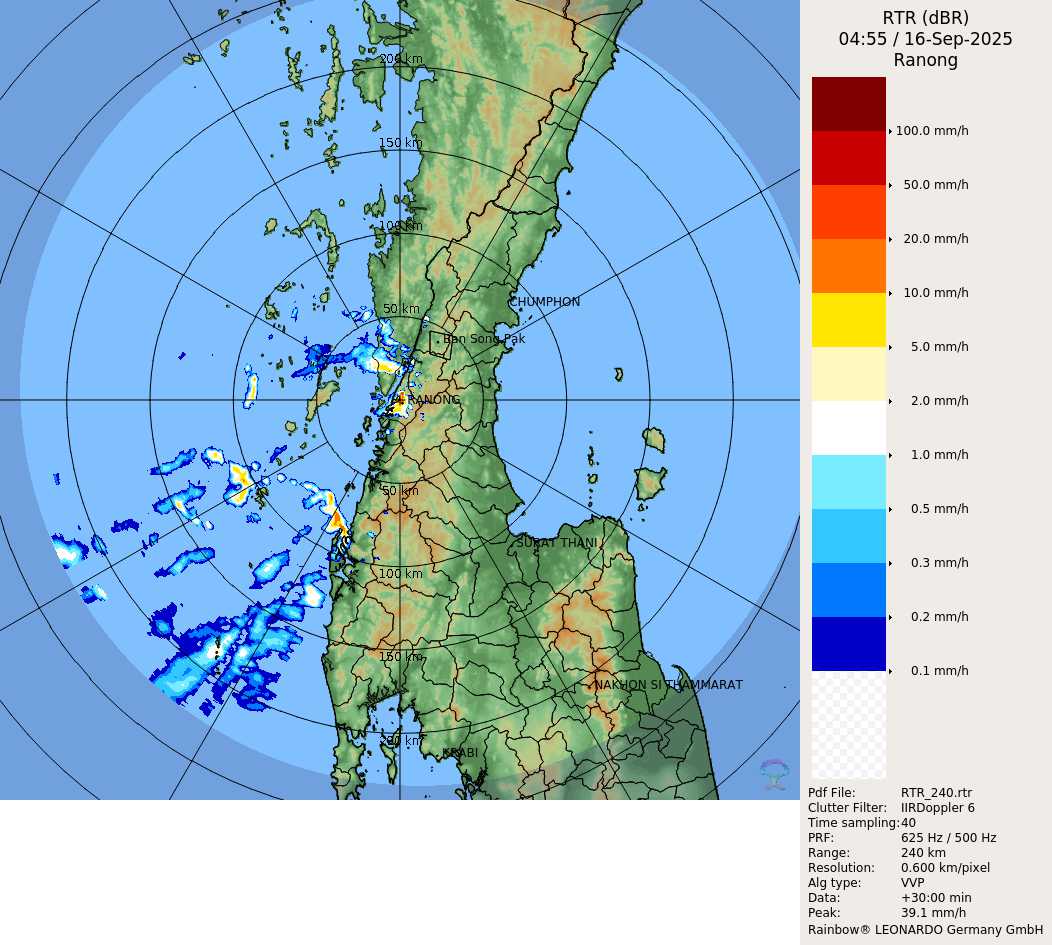 RTR (dBR)
04:55 / 16-Sep-2025
Ranong
200 km
150 km
100 km
50 km
CHUMPHON
Ban Song Pak
RANONG
50 km
SURAT THANI
100 km
150 km
NAKHON SI THAMMARAT
200 km
KRABI
100.0 mm/h
50.0 mm/h
20.0 mm/h
10.0 mm/h
5.0 mm/h
2.0 mm/h
1.0 mm/h
0.5 mm/h
0.3 mm/h
0.2 mm/h
0.1 mm/h
Pdf File: RTR_240.rtr
Clutter Filter: IIRDoppler 6
Time sampling: 40
PRF: 625 Hz / 500 Hz
Range: 240 km
Resolution: 0.600 km/pixel
Alg type: VVP
Data: +30:00 min
Peak: 39.1 mm/h
Rainbow® LEONARDO Germany GmbH